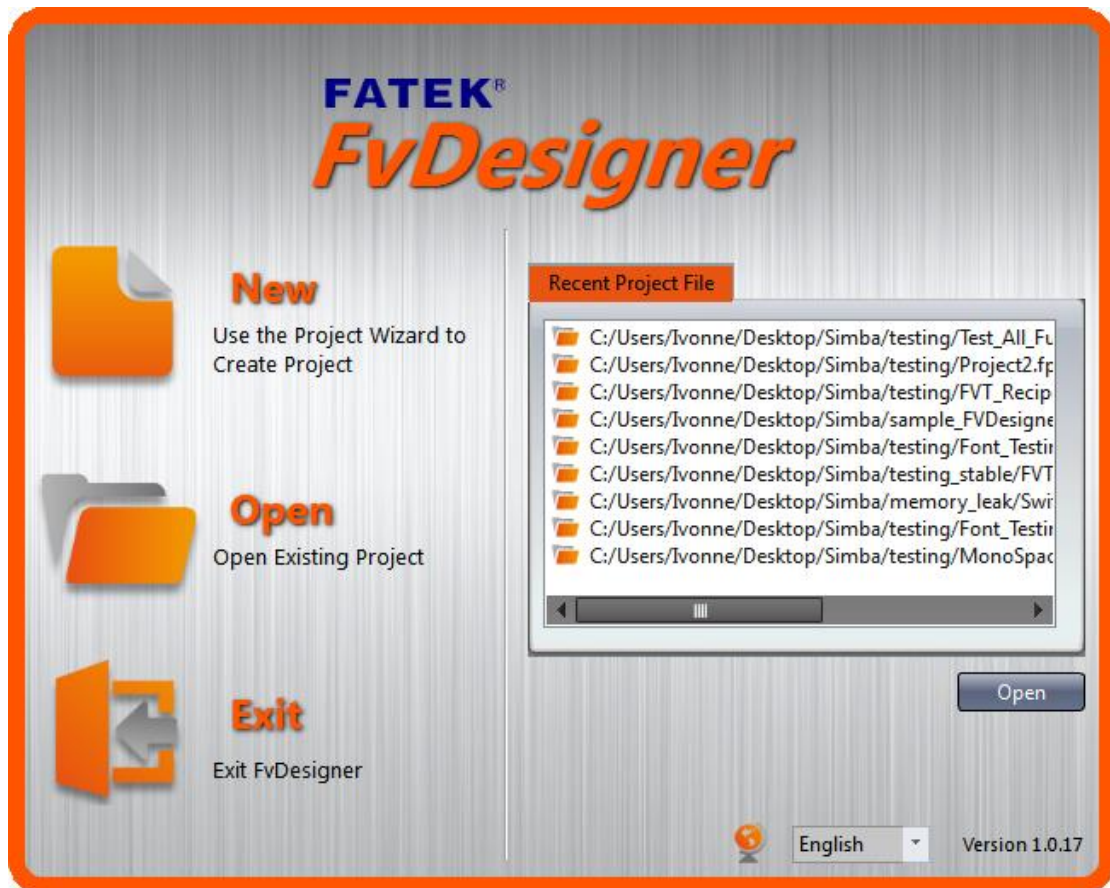 FATEK®
FvDesigner
New
Use the Project Wizard to
Create Project
Open
Open Existing Project
Exit
Exit FvDesigner
Recent Project File
C:/Users/Ivonne/Desktop/Simba/testing/Test_All_Fu
C:/Users/Ivonne/Desktop/Simba/testing/Project2.fp
C:/Users/Ivonne/Desktop/Simba/testing/FVT_Recip
C:/Users/Ivonne/Desktop/Simba/sample_FVDesigne
C:/Users/Ivonne/Desktop/Simba/testing/Font_Testin
C:/Users/Ivonne/Desktop/Simba/testing_stable/FVT
C:/Users/Ivonne/Desktop/Simba/memory_leak/Swi
C:/Users/Ivonne/Desktop/Simba/testing/Font_Testin
C:/Users/Ivonne/Desktop/Simba/testing/MonoSpac
Open
English
Version 1.0.17